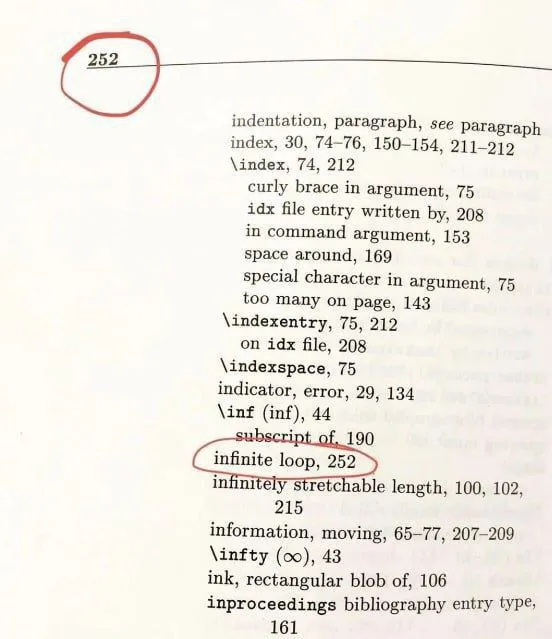 252
indentation, paragraph, see paragraph
index, 30, 74–76, 150–154, 211–212
\index, 74, 212
curly brace in argument, 75
idx file entry written by, 208
in command argument, 153
space around, 169
special character in argument, 75
too many on page, 143
\indexentry, 75, 212
on idx file, 208
\indexspace, 75
indicator, error, 29, 134
\inf (inf), 44
subscript of, 190
infinite loop, 252
infinitely stretchable length, 100, 102,
215
information, moving, 65–77, 207–209
\infty (∞), 43
ink, rectangular blob of, 106
inproceedings bibliography entry type,
161